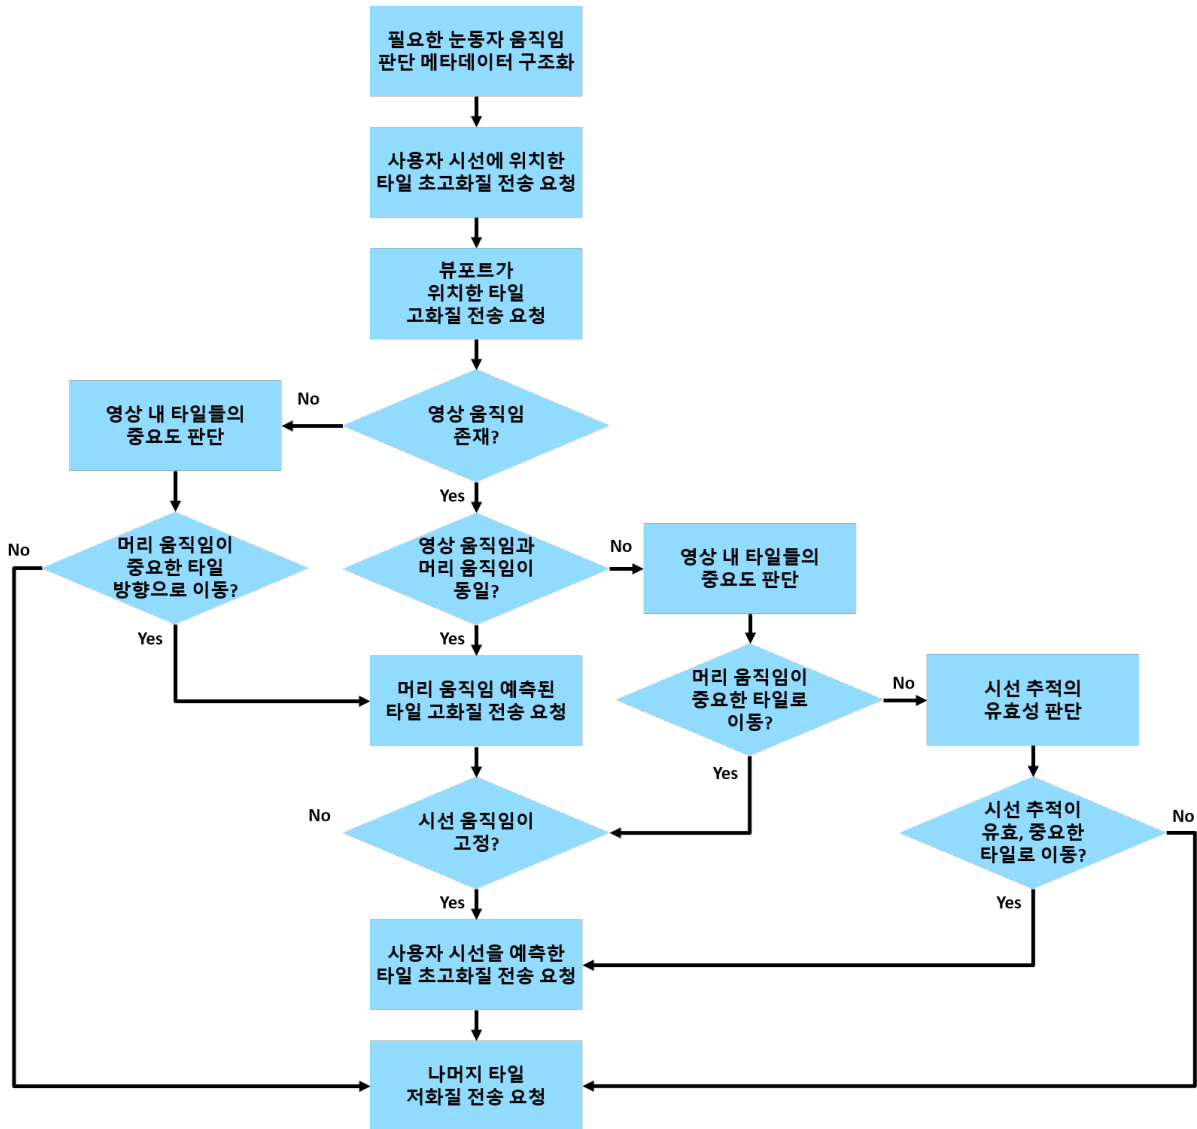 필요한 눈동자 움직임
판단 메타데이터 구조화
사용자 시선에 위치한
타일 초고화질 전송 요청
뷰포트가
위치한 타일
고화질 전송 요청
영상 움직임
존재?
No
영상 내 타일들의
중요도 판단
Yes
머리 움직임이
중요한 타일
방향으로 이동?
No
Yes
영상 움직임과
머리 움직임이
동일?
No
Yes
영상 내 타일들의
중요도 판단
머리 움직임 예측된
타일 고화질 전송 요청
머리 움직임이
중요한 타일로
이동?
No
Yes
시선 추적의
유효성 판단
시선 움직임이
고정?
No
Yes
시선 추적이
유효, 중요한
타일로 이동?
No
Yes
사용자 시선을 예측한
타일 초고화질 전송 요청
나머지 타일
저화질 전송 요청